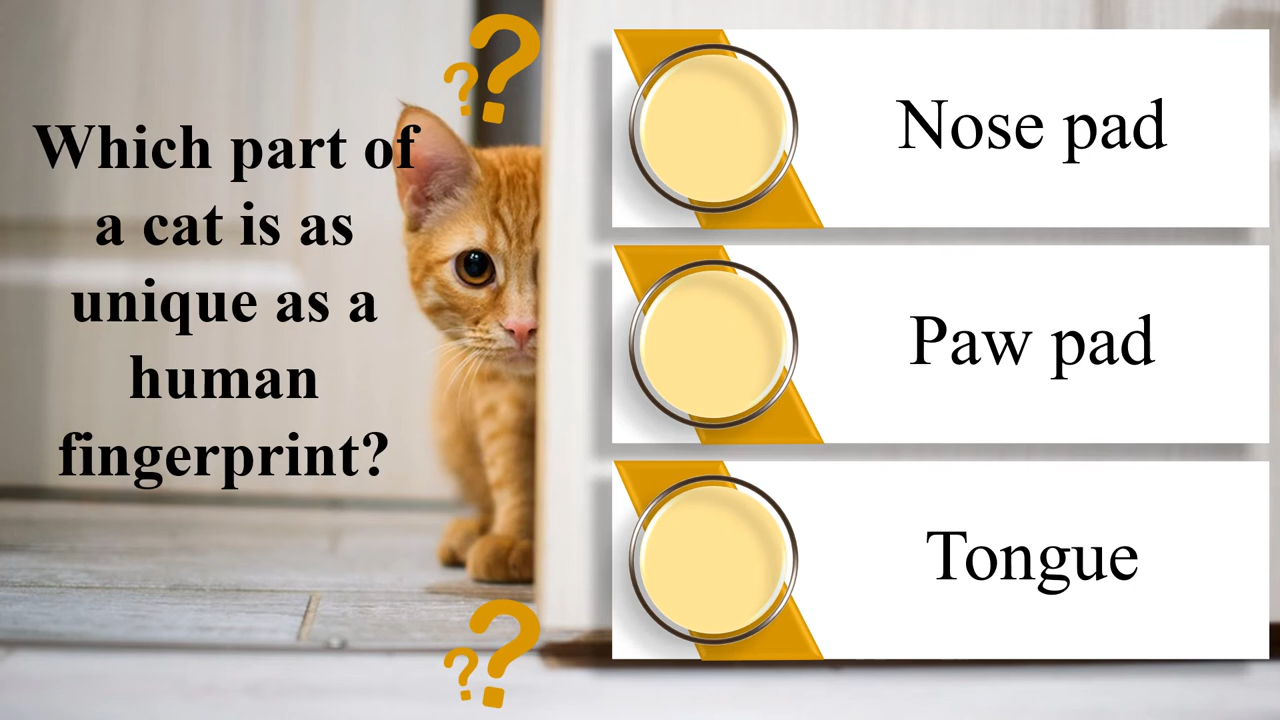 Which part of
a cat is as
unique as a
human
fingerprint?
Nose pad
Paw pad
Tongue